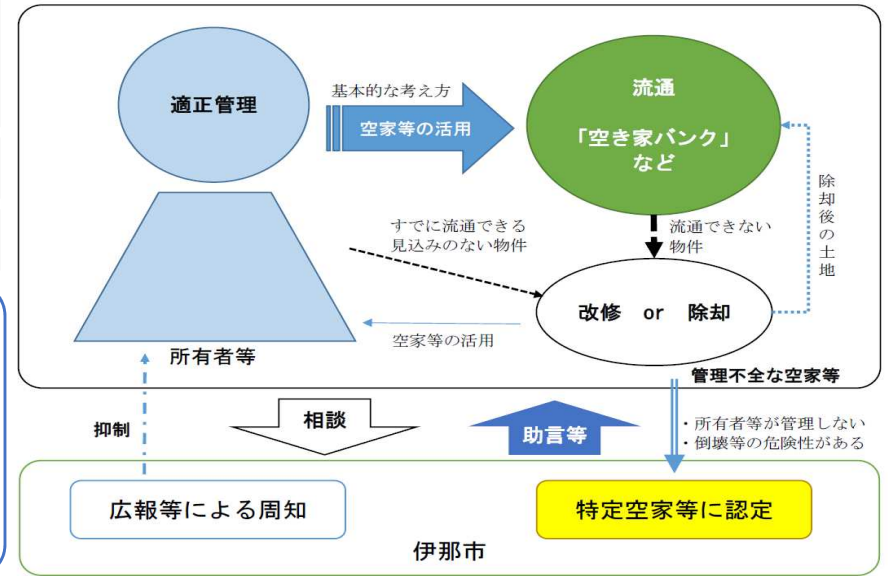 適正管理
基本的な考え方
空家等の活用
流通
「空き家バンク」
など
除却後の土地
すでに流通できる
見込みのない物件
流通できない
物件
改修 or 除却
空家等の活用
所有者等
管理不全な空家等
抑制
相談
助言等
・所有者等が管理しない
・倒壊等の危険性がある
広報等による周知
特定空家等に認定
伊那市